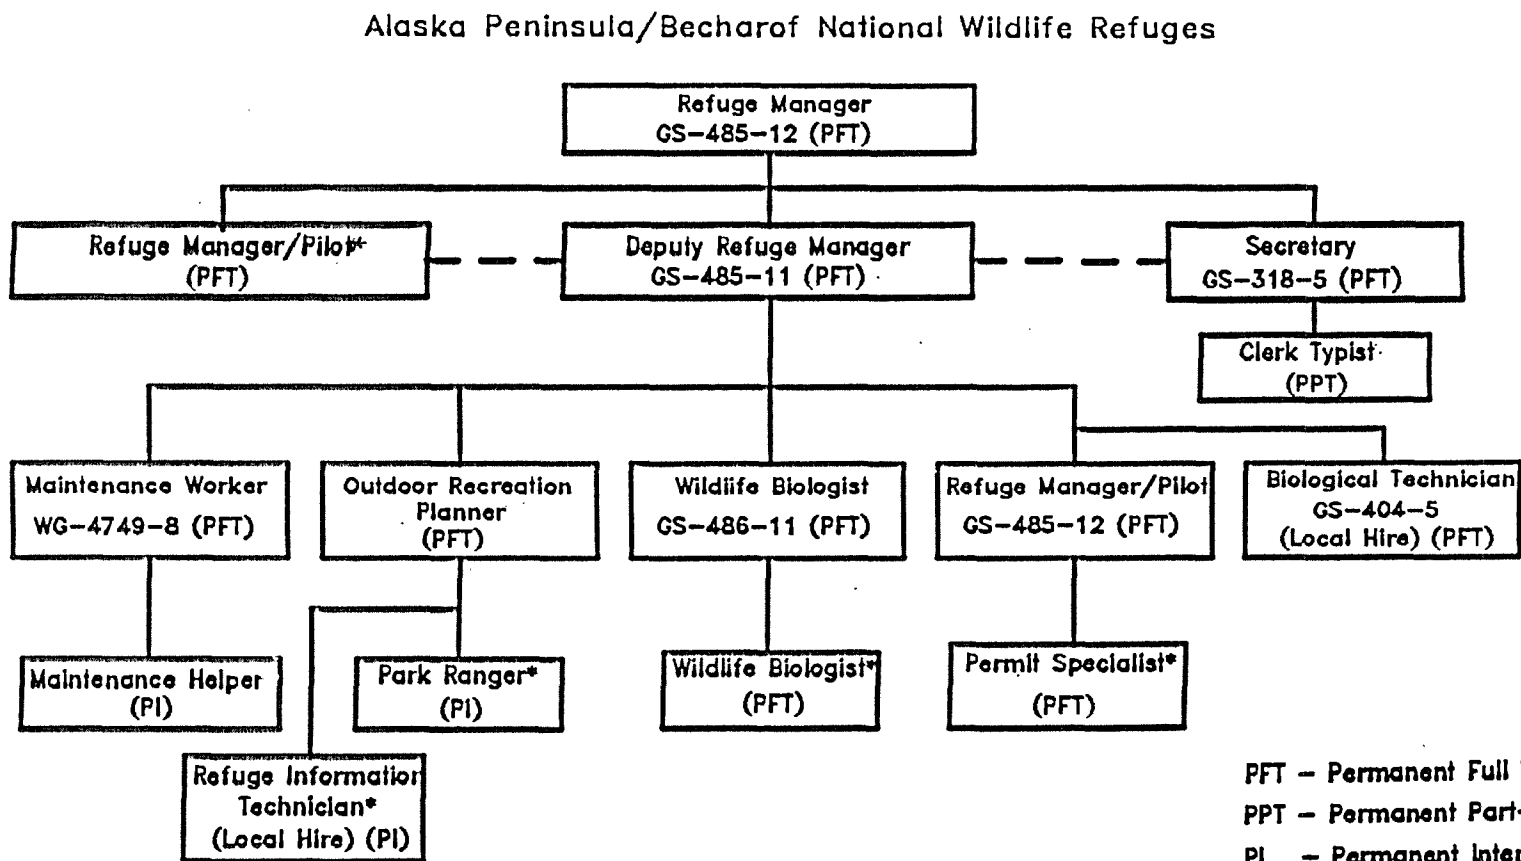 Alaska Peninsula/Becharof National Wildlife Refuges
Refuge Manager
GS-485-12 (PFT)
Refuge Manager/Pilot*
(PFT)
Deputy Refuge Manager
GS-485-11 (PFT)
Secretary
GS-318-5 (PFT)
Clerk Typist
(PPT)
Maintenance Worker
WG-4749-8 (PFT)
Outdoor Recreation
Planner
(PFT)
Wildlife Biologist
GS-486-11 (PFT)
Refuge Manager/Pilot
GS-485-12 (PFT)
Biological Technician
GS-404-5
(Local Hire) (PFT)
Maintenance Helper
(PI)
Park Ranger*
(PI)
Wildlife Biologist*
(PFT)
Permit Specialist*
(PFT)
Refuge Information
Technician*
(Local Hire) (PI)
PFT - Permanent Full
PPT - Permanent Part-
PI - Permanent Inter